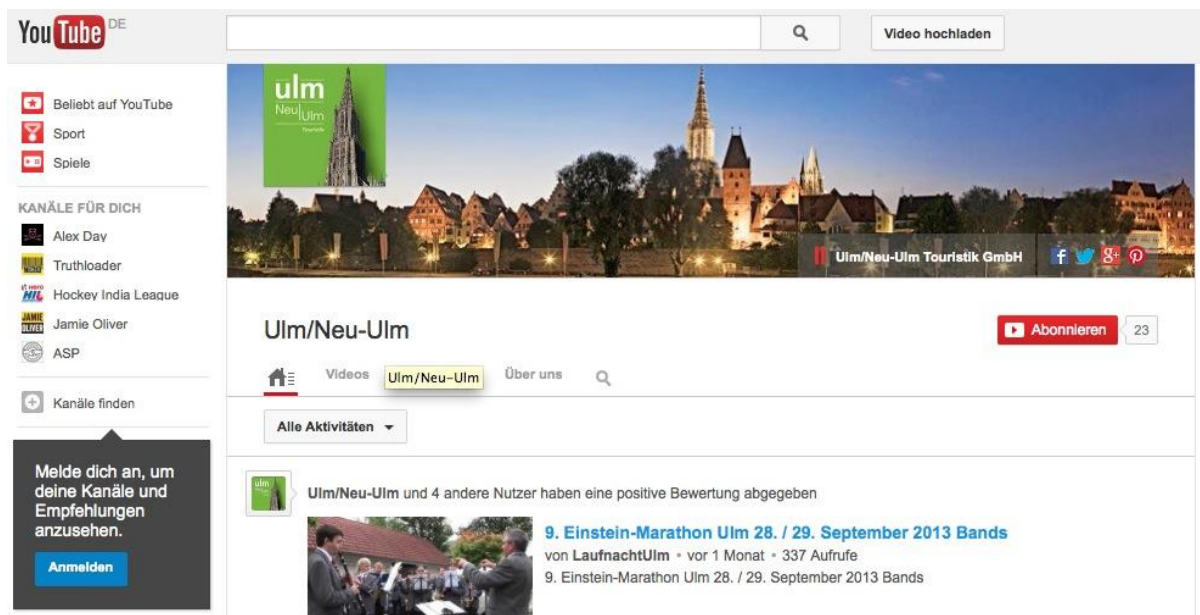 YouTube DE
Video hochladen
Beliebt auf YouTube
Sport
Spiele
KANÄLE FÜR DICH
Alex Day
Truthloader
Hockey India League
Jamie Oliver
ASP
Kanäle finden
Melde dich an, um
deine Kanäle und
Empfehlungen
anzusehen.
Anmelden
ulm
Neu Ulm
Touristik
Ulm/Neu-Ulm Touristik GmbH
Ulm/Neu-Ulm
Abonnieren 23
Videos Ulm/Neu-Ulm Über uns
Alle Aktivitäten
ulm
Ulm/Neu-Ulm und 4 andere Nutzer haben eine positive Bewertung abgegeben
9. Einstein-Marathon Ulm 28. / 29. September 2013 Bands
von LaufnachtUlm • vor 1 Monat • 337 Aufrufe
9. Einstein-Marathon Ulm 28. / 29. September 2013 Bands